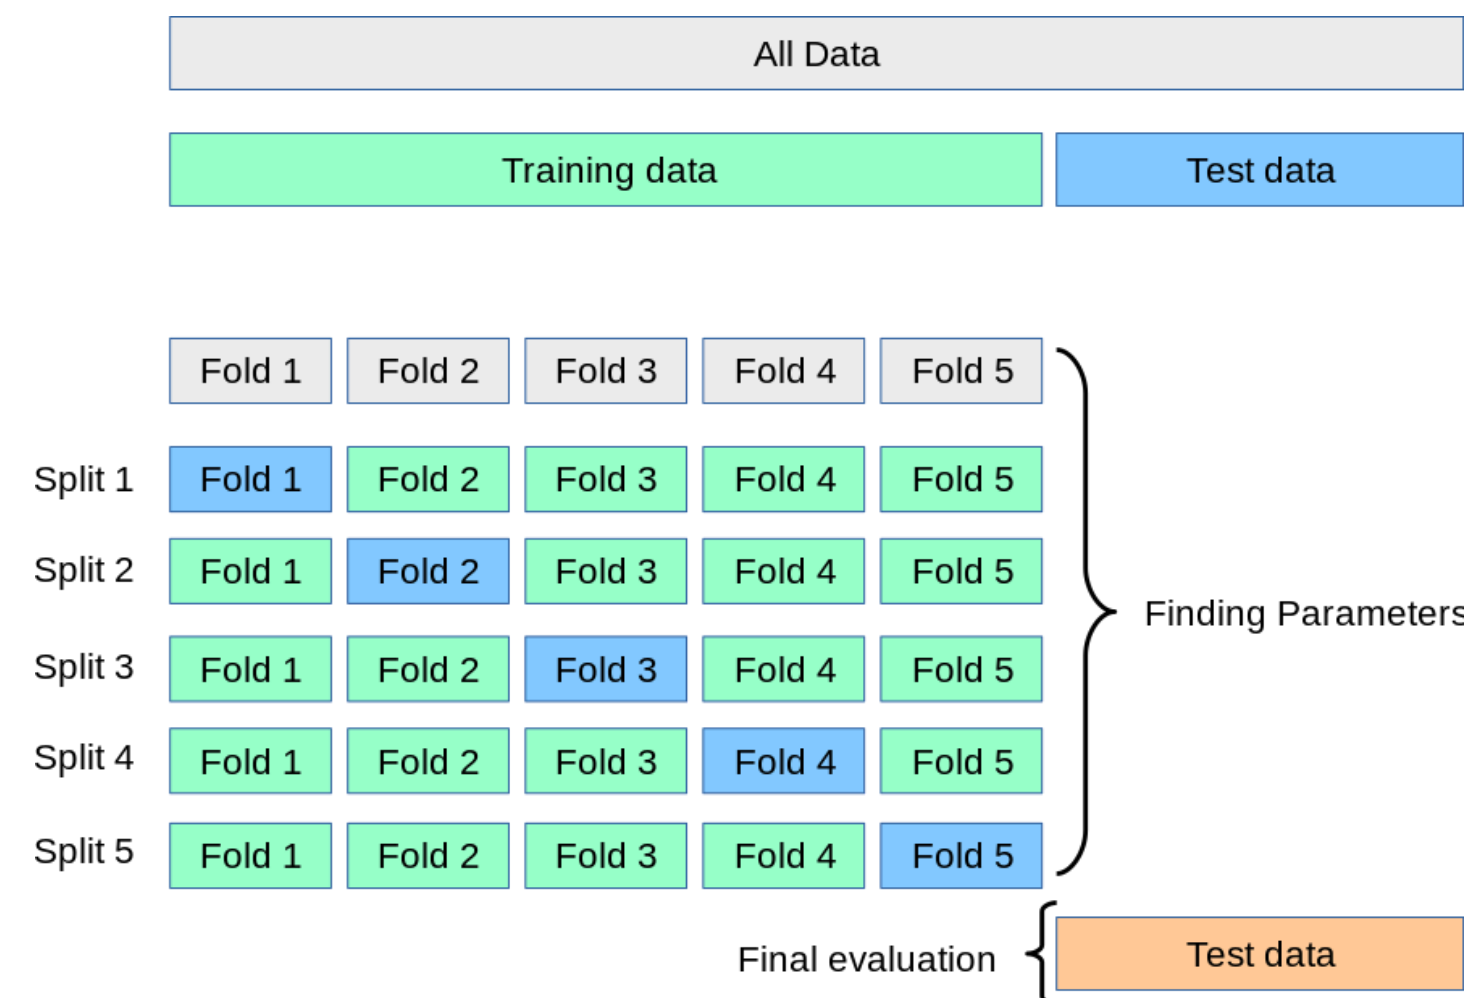 All Data
Training data Test data
Fold 1 Fold 2 Fold 3 Fold 4 Fold 5
Split 1 Fold 1 Fold 2 Fold 3 Fold 4 Fold 5
Split 2 Fold 1 Fold 2 Fold 3 Fold 4 Fold 5
Finding Parameters
Split 3 Fold 1 Fold 2 Fold 3 Fold 4 Fold 5
Split 4 Fold 1 Fold 2 Fold 3 Fold 4 Fold 5
Split 5 Fold 1 Fold 2 Fold 3 Fold 4 Fold 5
Final evaluation Test data